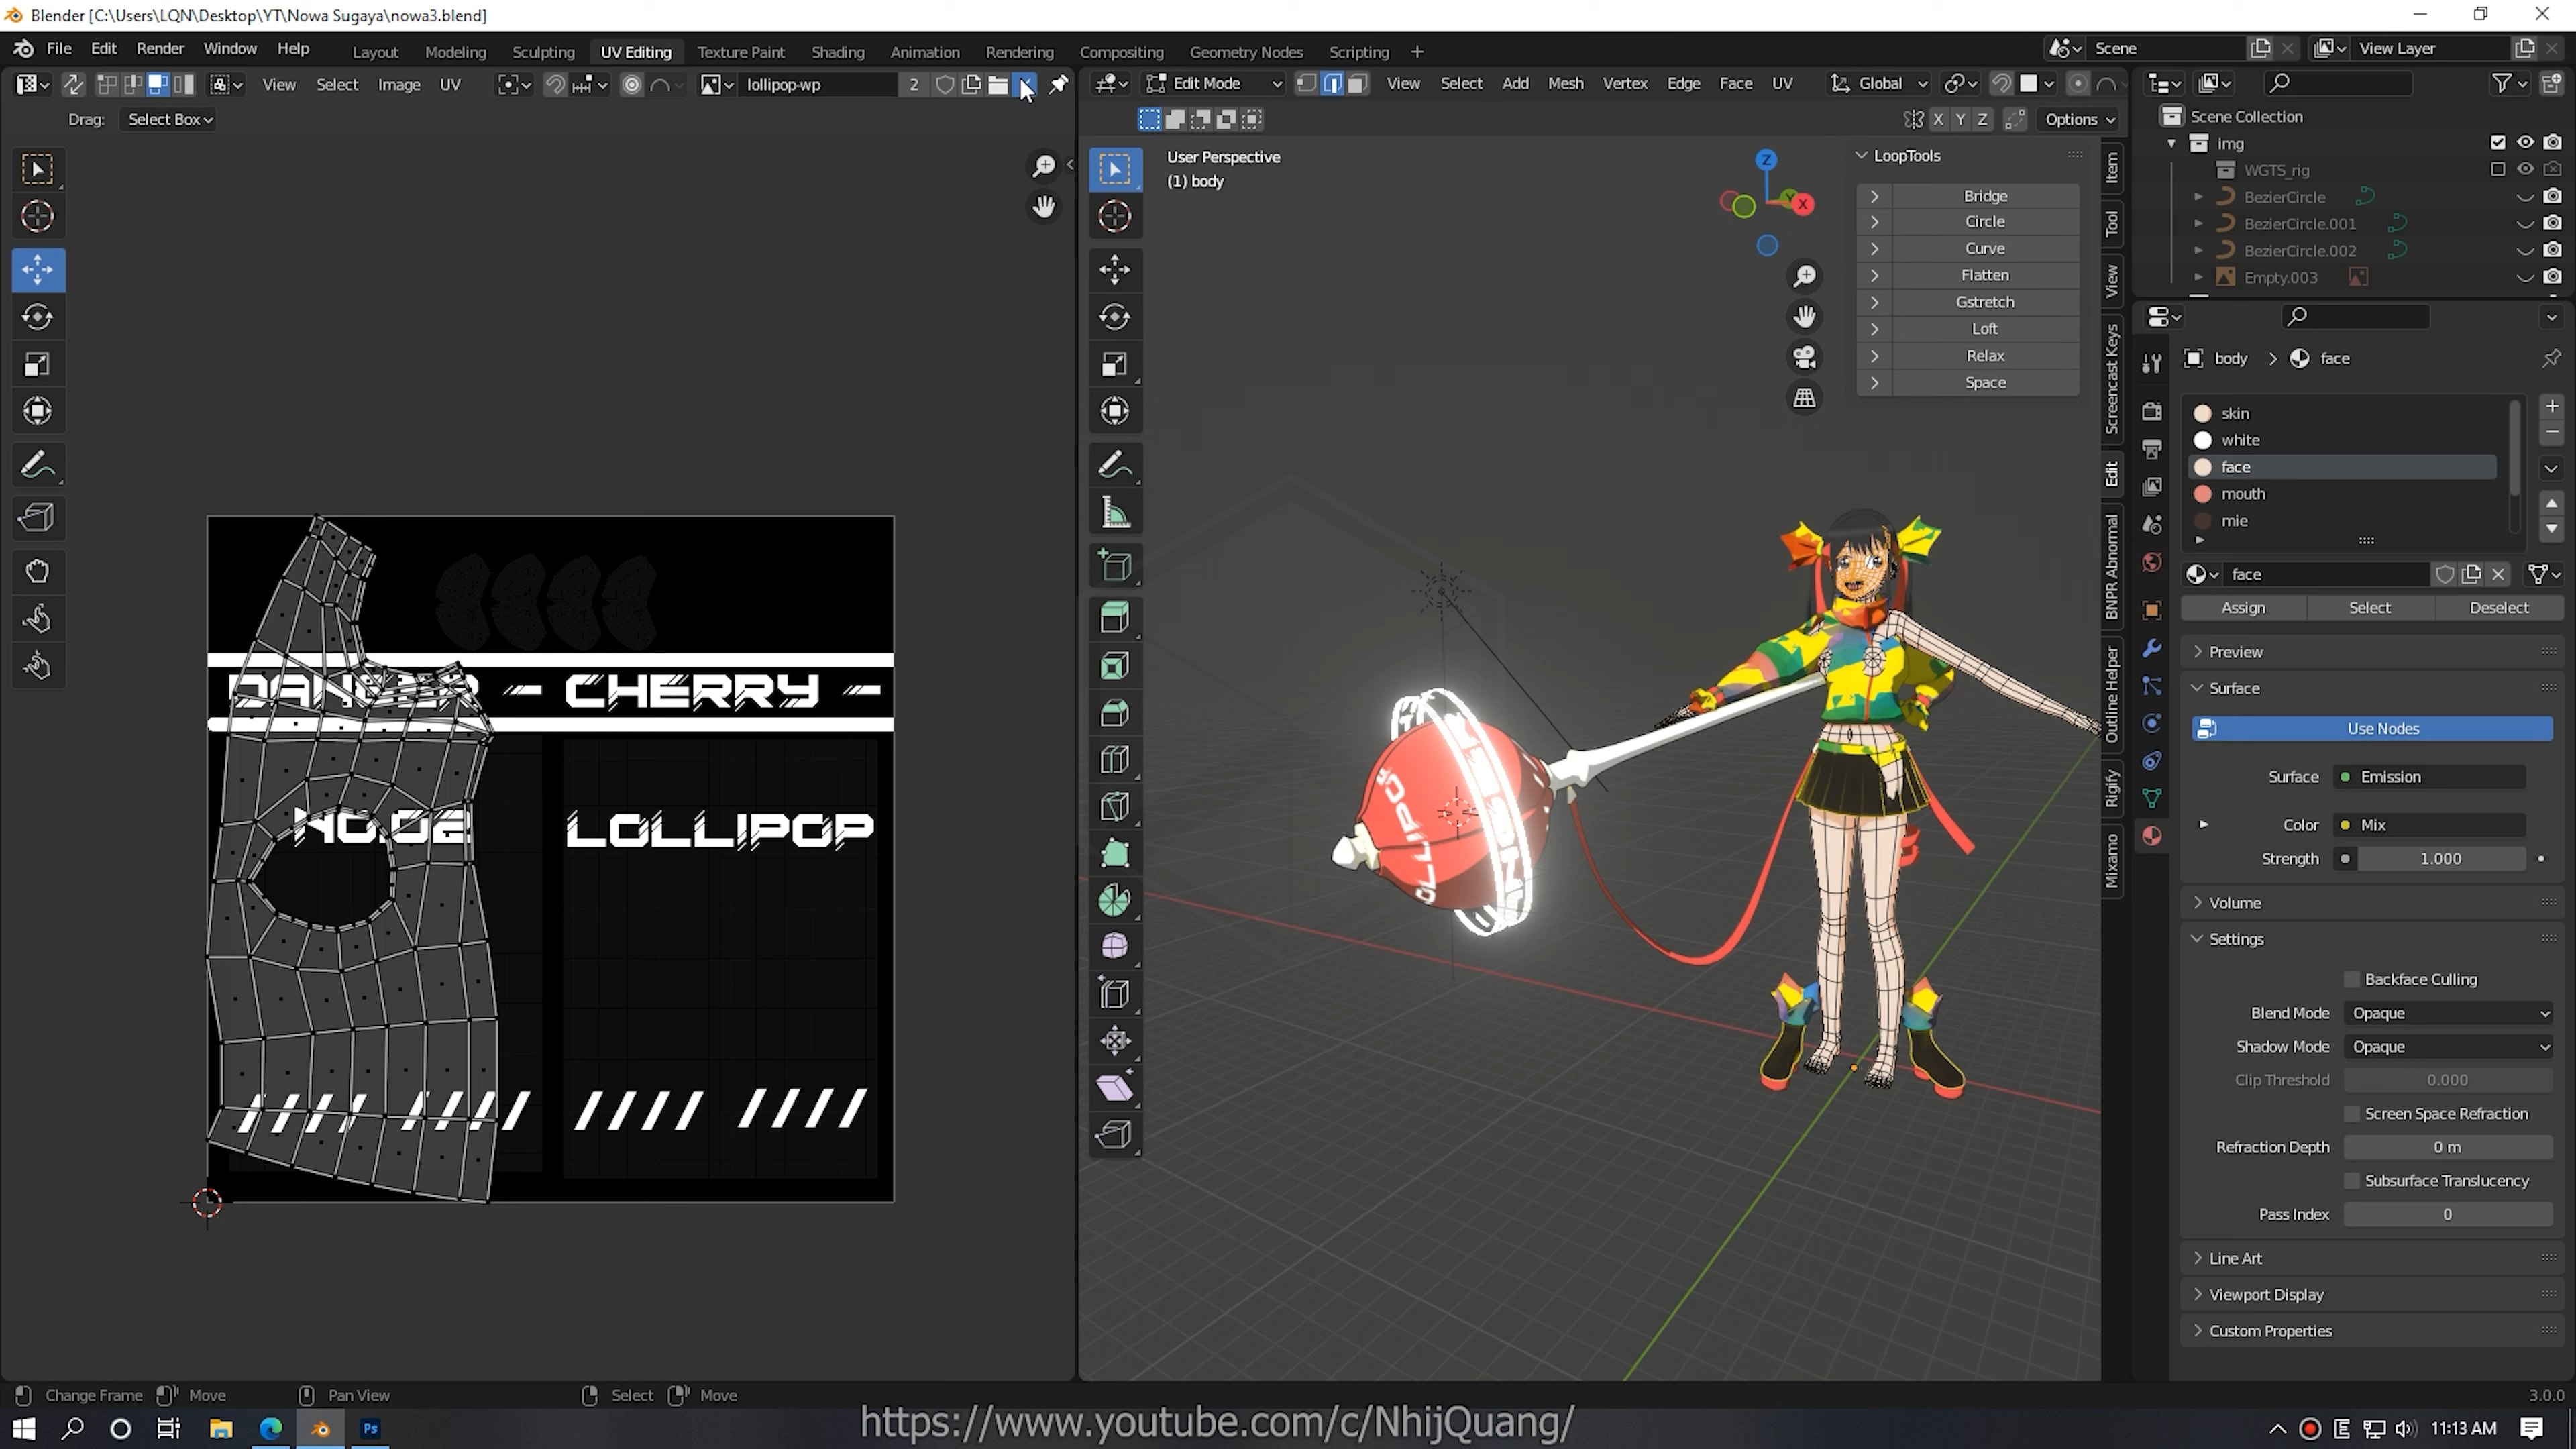 Blender [C:\Users\LQN\Desktop\YT\Nowa Sugaya\nowa3.blend]
File Edit Render Window Help
Layout Modeling Sculpting UV Editing Texture Paint Shading Animation Rendering Compositing Geometry Nodes Scripting +
Scene
View Layer
View Select Image UV
lollipop-wp 2
Edit Mode
View Select Add Mesh Vertex Edge Face UV
Global
Drag: Select Box
X Y Z
Options
User Perspective
(1) body
LoopTools
Bridge
Circle
Curve
Flatten
Gstretch
Loft
Relax
Space
Z
Y
X
Item
Tool
View
Screencast Keys
Edit
BNPR Abnormal
Outline Helper
Rigify
Mixamo
DANGER - CHERRY -
NO.02
LOLLIPOP
Scene Collection
img
WGTS_rig
BezierCircle
BezierCircle.001
BezierCircle.002
Empty.003
body > face
skin
white
face
mouth
mie
face
Assign Select Deselect
Preview
Surface
Use Nodes
Surface Emission
Color Mix
Strength 1.000
Volume
Settings
Backface Culling
Blend Mode Opaque
Shadow Mode Opaque
Clip Threshold 0.000
Screen Space Refraction
Refraction Depth 0 m
Subsurface Translucency
Pass Index 0
Line Art
Viewport Display
Custom Properties
Change Frame Move Pan View Select Move
3.0.0
https://www.youtube.com/c/NhijQuang/
Ps
E
11:13 AM